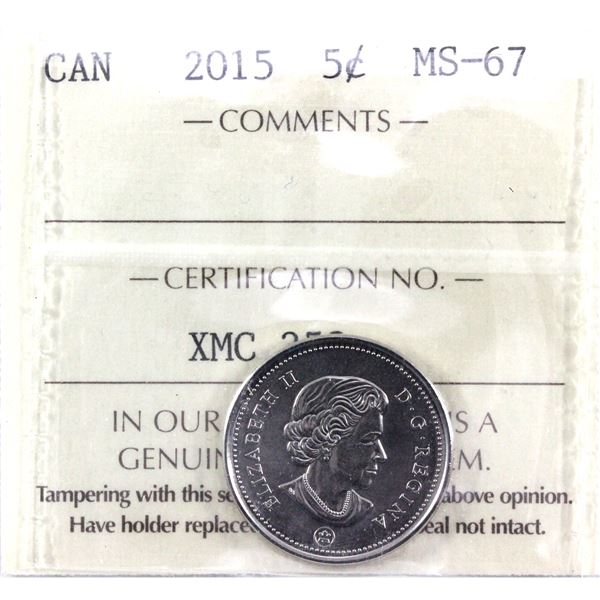 CAN 2015 5¢ MS-67
— COMMENTS —
— CERTIFICATION NO. —
XMC
IN OUR S A
GENUIN M.
Tampering with this se above opinion.
Have holder replace eal not intact.
ELIZABETH II D·G·REGINA